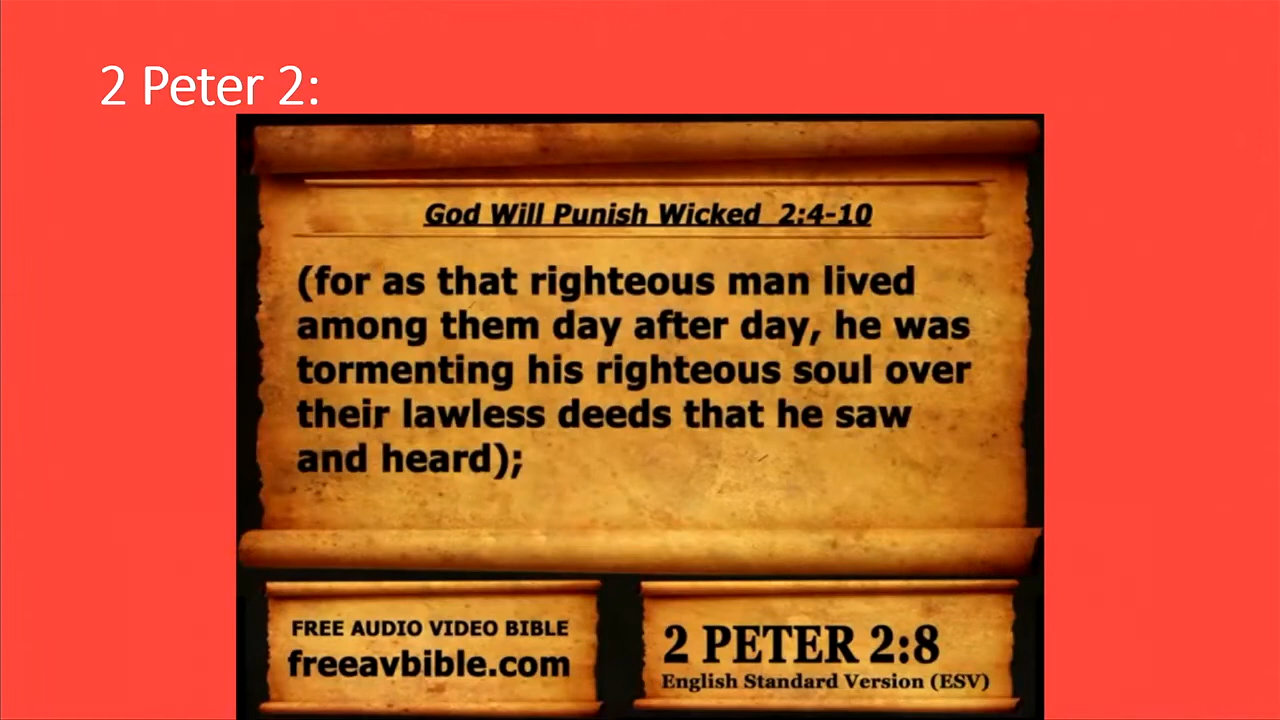 2 Peter 2:
God Will Punish Wicked 2:4-10
(for as that righteous man lived
among them day after day, he was
tormenting his righteous soul over
their lawless deeds that he saw
and heard);
FREE AUDIO VIDEO BIBLE
freeavbible.com
2 PETER 2:8
English Standard Version (ESV)